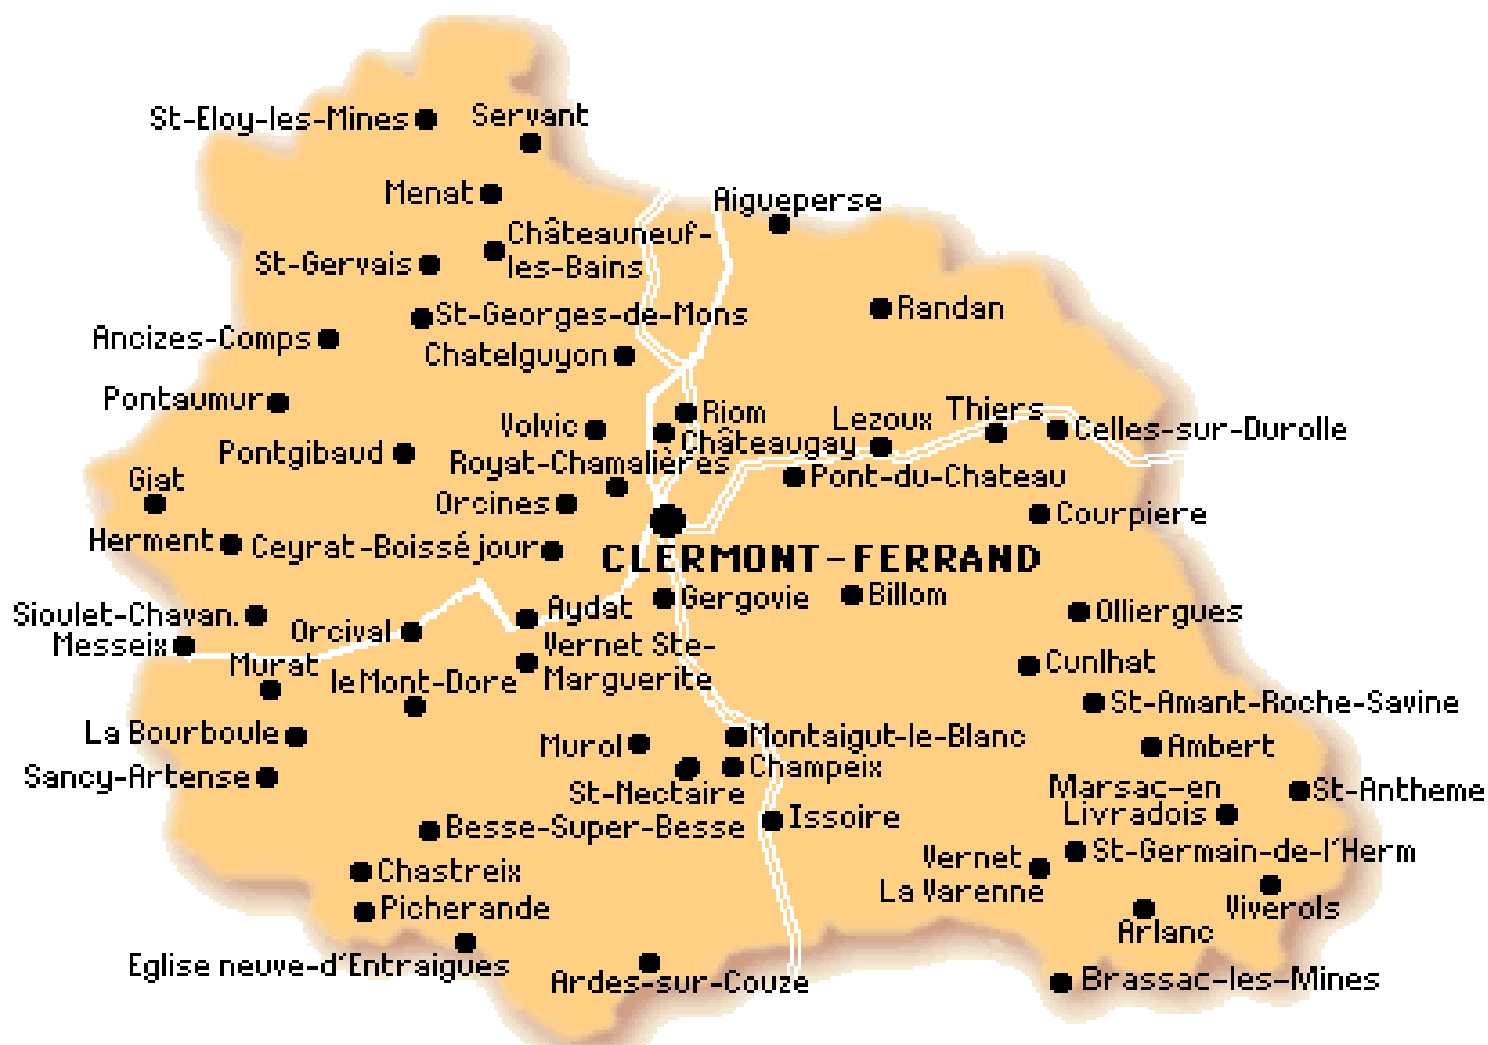 Servant
St-Eloy-les-Mines
Menat
Aigueperse
Châteauneuf-
les-Bains
St-Gervais
Randan
St-Georges-de-Mons
Ancizes-Comps
Chatelguyon
Pontaumur
Riom
Thiers
Lezoux
Volvic
Celles-sur-Durolle
Châteaugay
Pontgibaud
Royat-Chamalières
Giat
Pont-du-Chateau
Orcines
Courpiere
Herment
Ceyrat-Boisséjour
CLERMONT-FERRAND
Gergovie
Billom
Aydat
Olliergues
Sioulet-Chavan.
Orcival
Messeix
Vernet Ste-
Marguerite
Murat
Cunlhat
le Mont-Dore
St-Amant-Roche-Savine
La Bourboule
Murol
Montaigut-le-Blanc
Ambert
Sancy-Artense
Champeix
St-Nectaire
Marsac-en
Livradois
St-Antheme
Issoire
Besse-Super-Besse
St-Germain-de-l'Herm
Vernet
La Varenne
Chastreix
Picherande
Viverols
Arlanc
Eglise neuve-d'Entraigues
Ardes-sur-Couze
Brassac-les-Mines